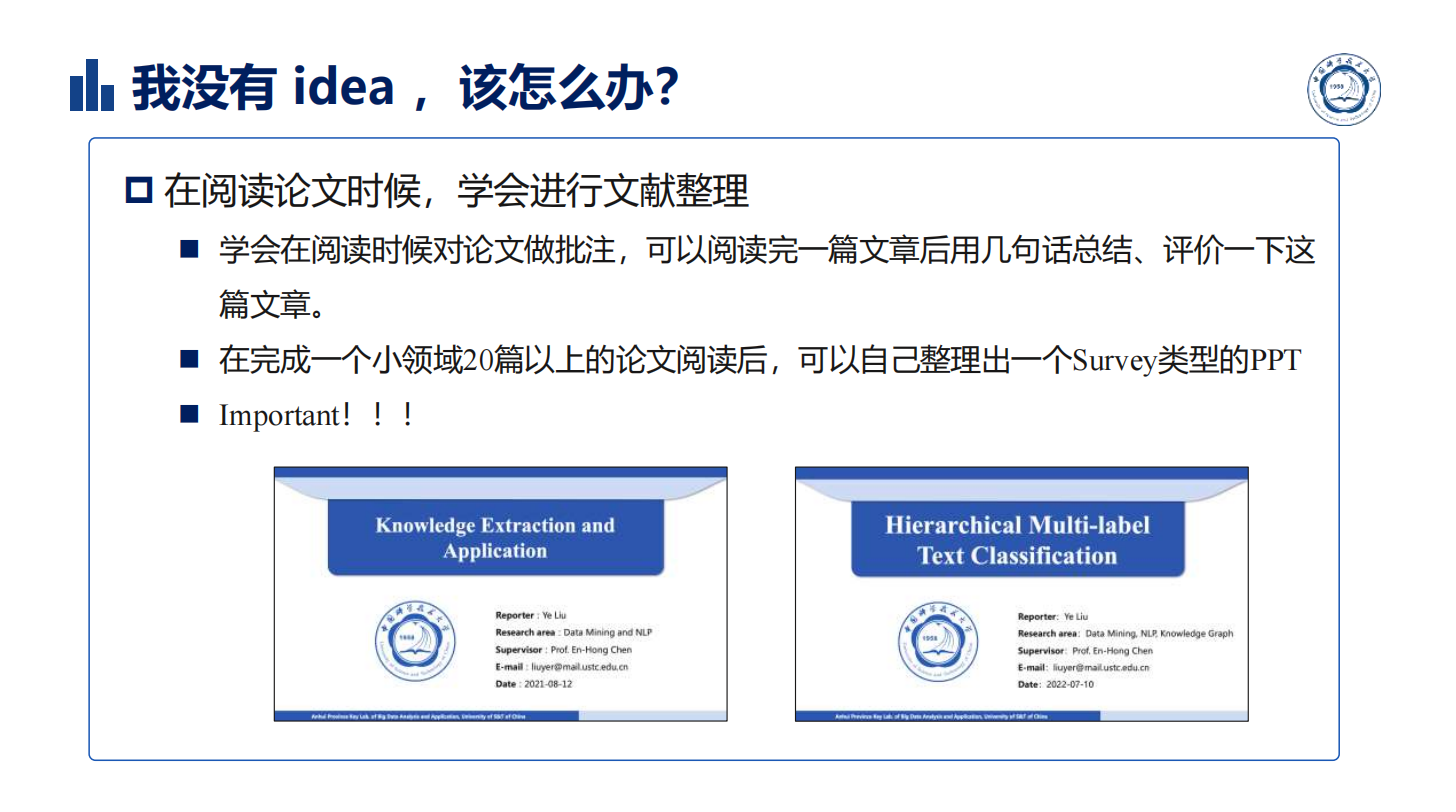 我没有 idea ，该怎么办？
1958
在阅读论文时候，学会进行文献整理
学会在阅读时候对论文做批注，可以阅读完一篇文章后用几句话总结、评价一下这
篇文章。
在完成一个小领域20篇以上的论文阅读后，可以自己整理出一个Survey类型的PPT
Important！！！
Knowledge Extraction and
Application
1958
Reporter : Ye Liu
Research area : Data Mining and NLP
Supervisor : Prof. En-Hong Chen
E-mail : liuyer@mail.ustc.edu.cn
Date : 2021-08-12
Anhui Province Key Lab. of Big Data Analysis and Application, University of S&T of China
Hierarchical Multi-label
Text Classification
1958
Reporter: Ye Liu
Research area: Data Mining, NLP, Knowledge Graph
Supervisor: Prof. En-Hong Chen
E-mail: liuyer@mail.ustc.edu.cn
Date: 2022-07-10
Anhui Province Key Lab. of Big Data Analysis and Application, University of S&T of China